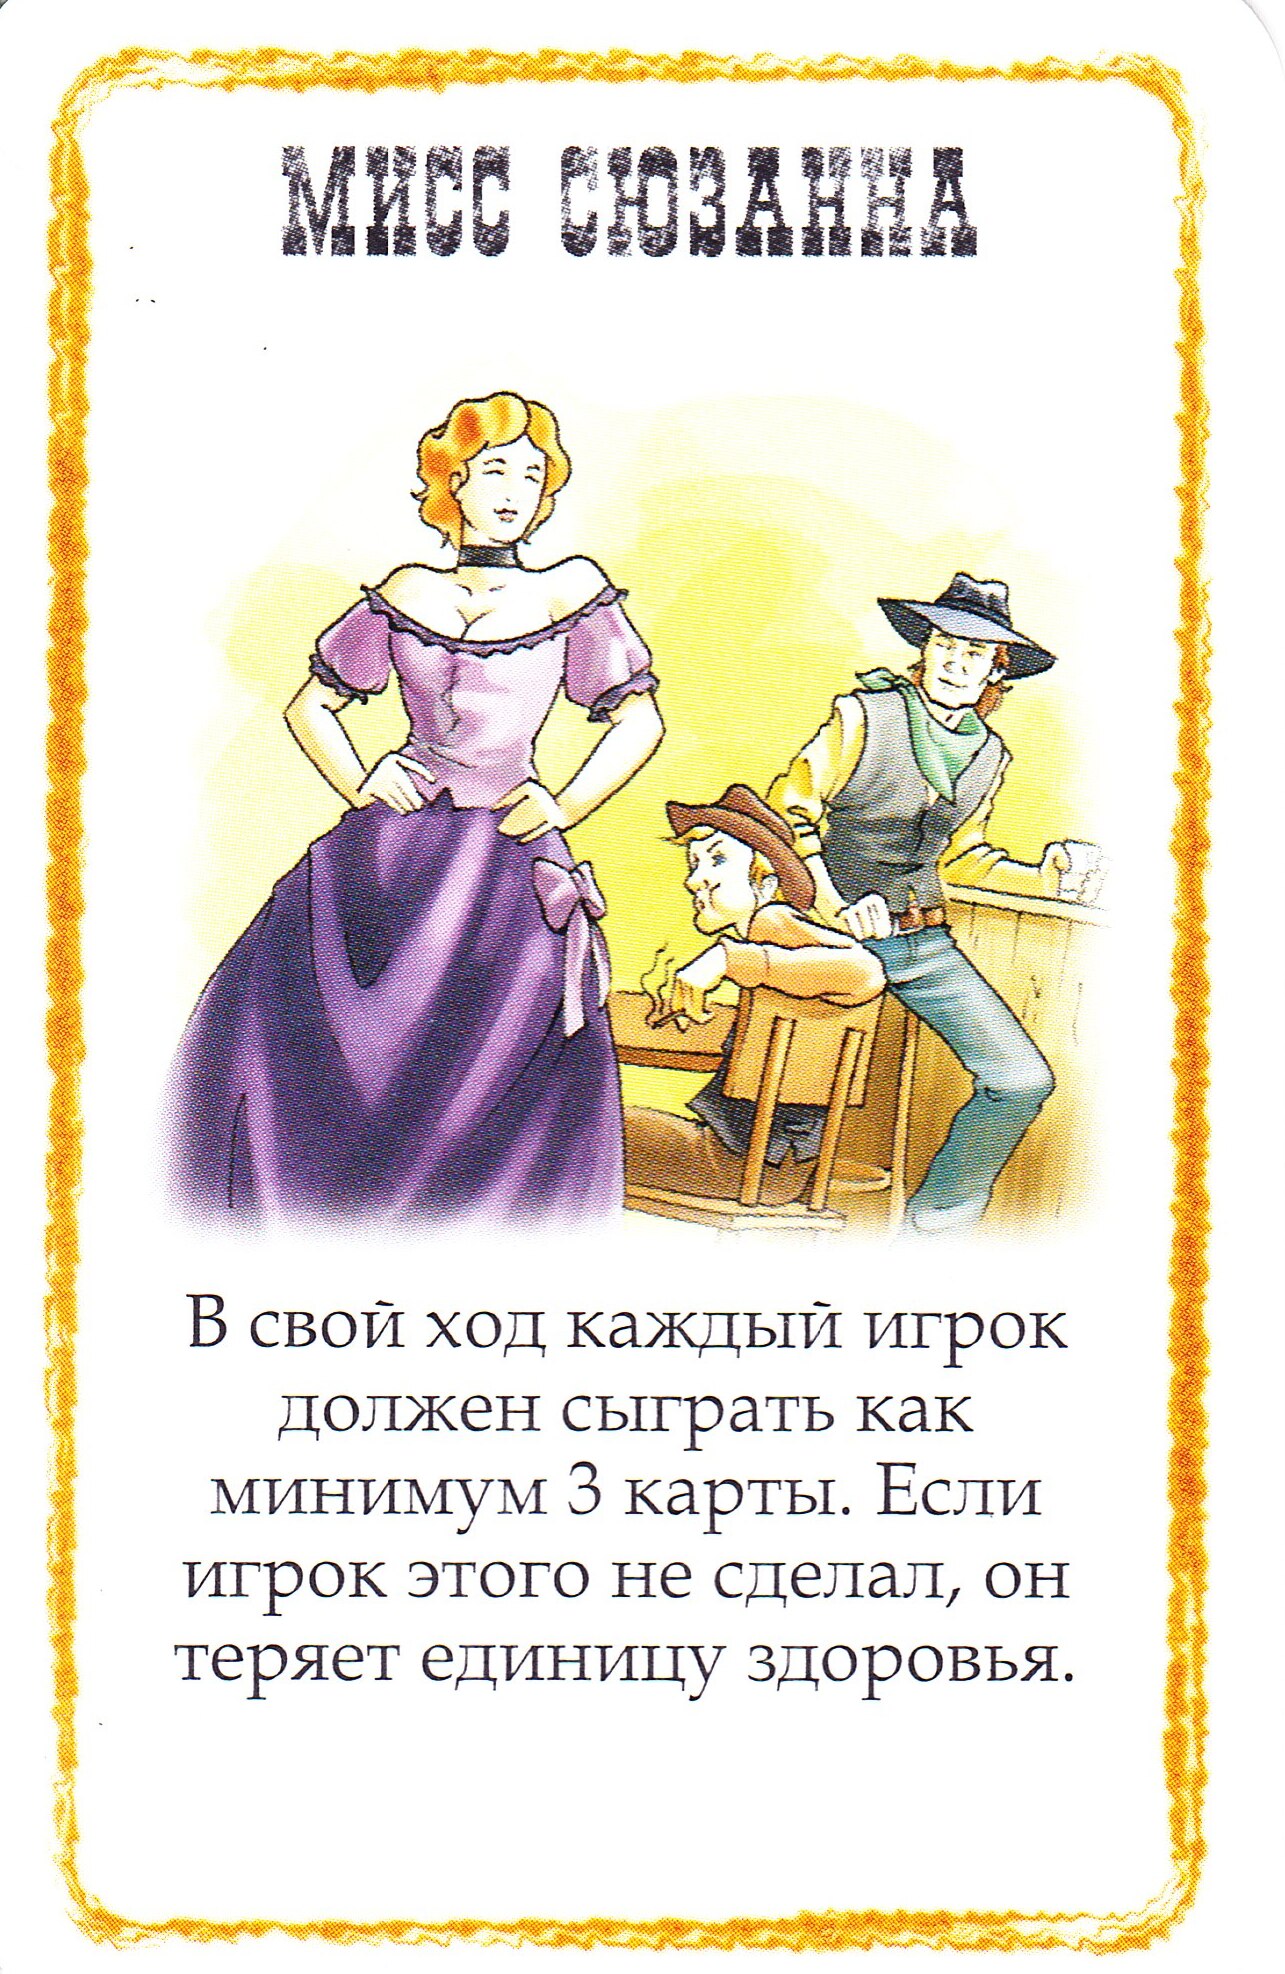 МИСС СЮЗАННА
В свой ход каждый игрок
должен сыграть как
минимум 3 карты. Если
игрок этого не сделал, он
теряет единицу здоровья.